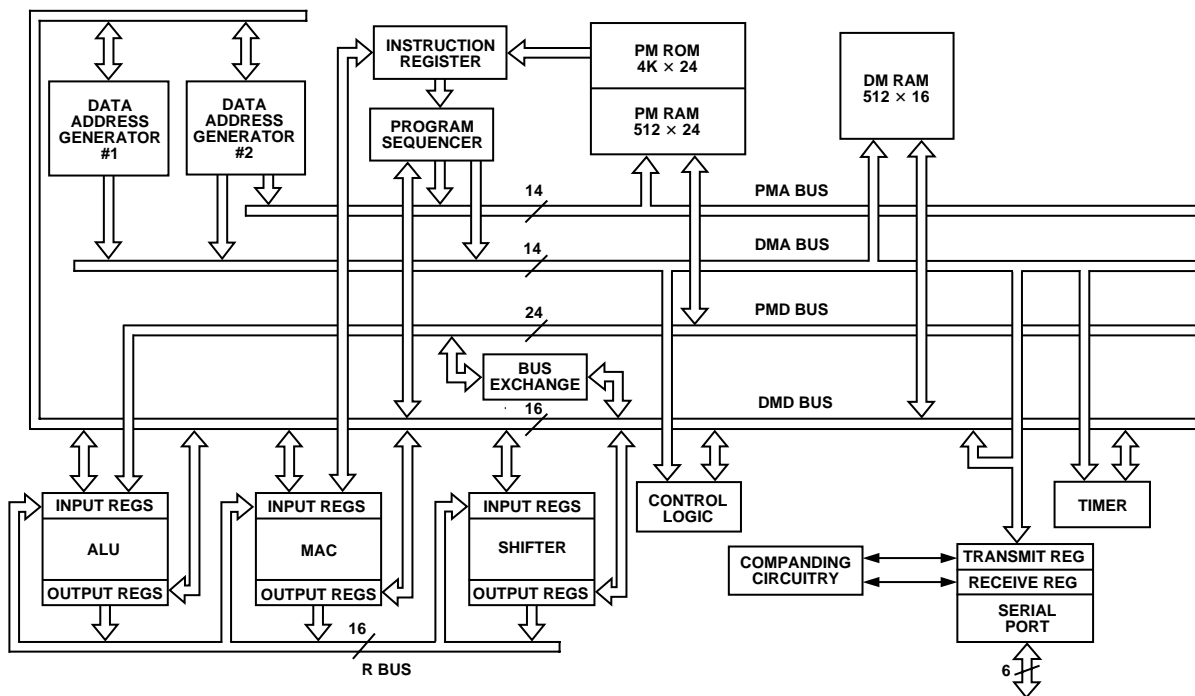 INSTRUCTION
REGISTER
PM ROM
4K × 24
PM RAM
512 × 24
DM RAM
512 × 16
DATA
ADDRESS
GENERATOR
#1
DATA
ADDRESS
GENERATOR
#2
PROGRAM
SEQUENCER
14
PMA BUS
14
DMA BUS
24
PMD BUS
BUS
EXCHANGE
16
DMD BUS
INPUT REGS
ALU
OUTPUT REGS
INPUT REGS
MAC
OUTPUT REGS
INPUT REGS
SHIFTER
OUTPUT REGS
CONTROL
LOGIC
TIMER
COMPANDING
CIRCUITRY
TRANSMIT REG
RECEIVE REG
SERIAL
PORT
16
R BUS
6